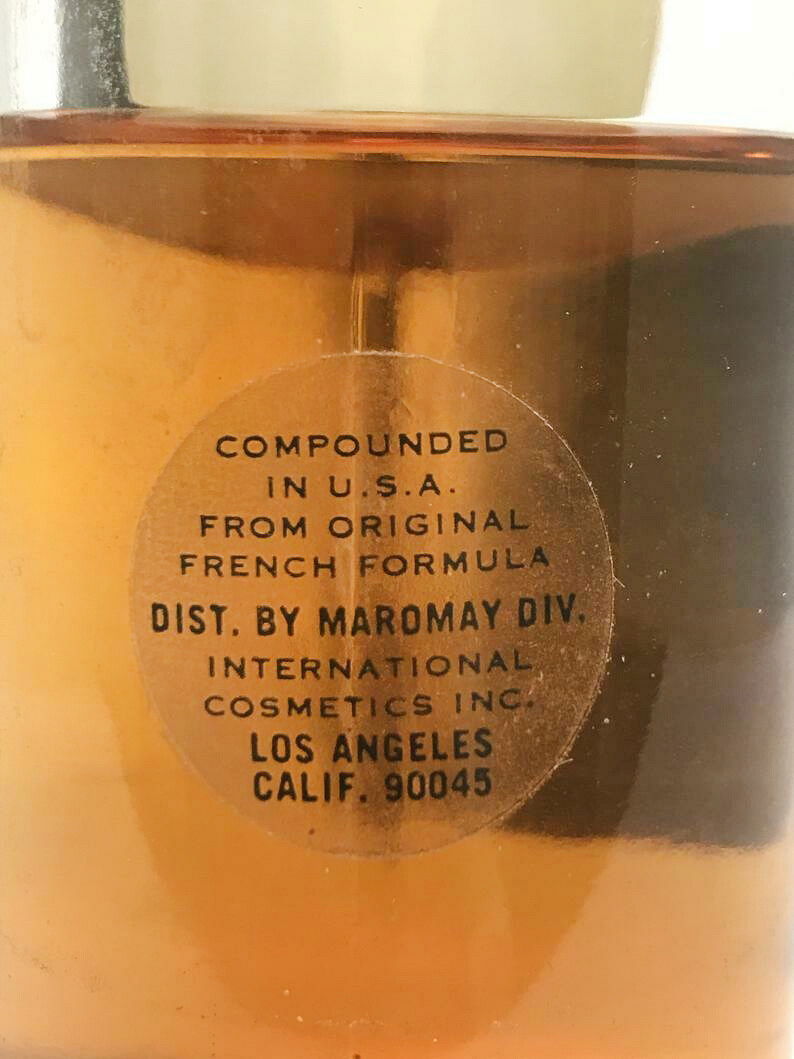 COMPOUNDED
IN U.S.A.
FROM ORIGINAL
FRENCH FORMULA
DIST. BY MAROMAY DIV.
INTERNATIONAL
COSMETICS INC.
LOS ANGELES
CALIF. 90045